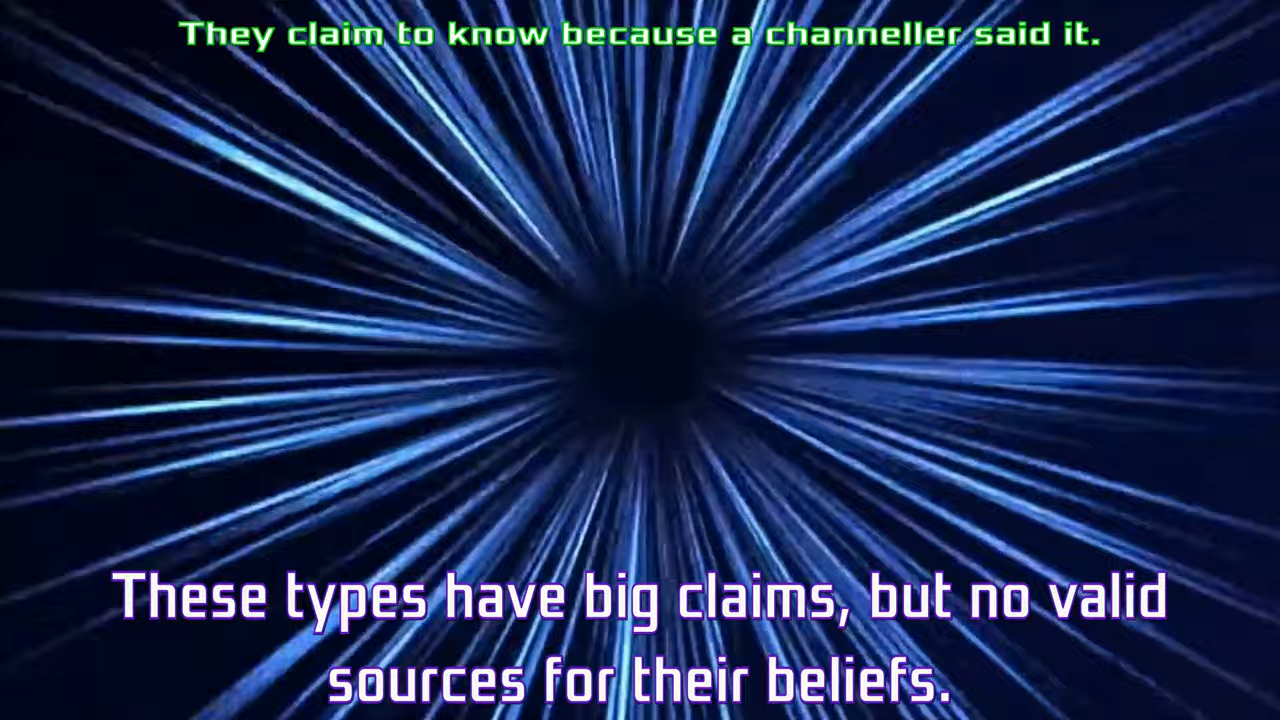 They claim to know because a channeller said it.
These types have big claims, but no valid
sources for their beliefs.